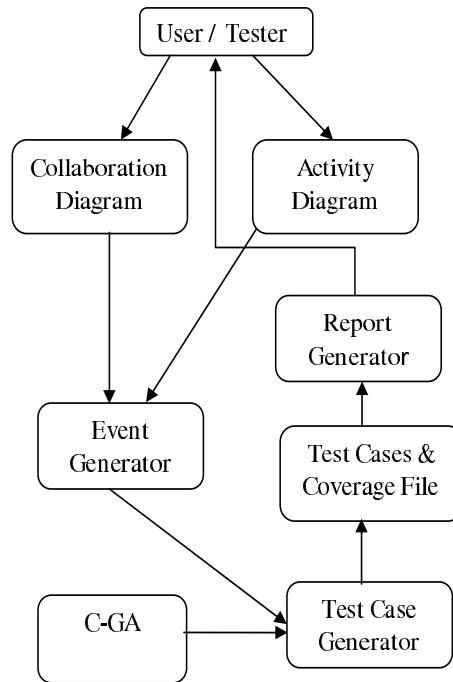 User / Tester
Collaboration
Diagram
Activity
Diagram
Report
Generator
Event
Generator
Test Cases &
Coverage File
C-GA
Test Case
Generator